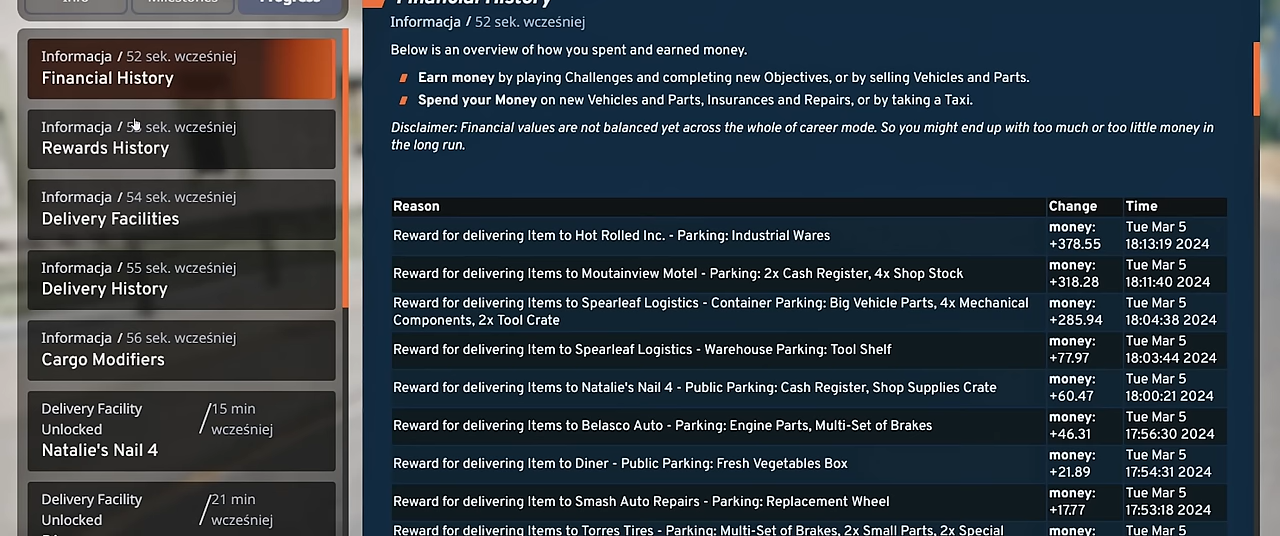 Progress
Informacja / 52 sek. wcześniej
Financial History
Informacja / 53 sek. wcześniej
Rewards History
Informacja / 54 sek. wcześniej
Delivery Facilities
Informacja / 55 sek. wcześniej
Delivery History
Informacja / 56 sek. wcześniej
Cargo Modifiers
Delivery Facility
Unlocked
/ 15 min
wcześniej
Natalie's Nail 4
Delivery Facility
Unlocked
/ 21 min
wcześniej
Financial History
Informacja / 52 sek. wcześniej
Below is an overview of how you spent and earned money.
Earn money by playing Challenges and completing new Objectives, or by selling Vehicles and Parts.
Spend your Money on new Vehicles and Parts, Insurances and Repairs, or by taking a Taxi.
Disclaimer: Financial values are not balanced yet across the whole of career mode. So you might end up with too much or too little money in
the long run.
Reason Change Time
Reward for delivering Item to Hot Rolled Inc. - Parking: Industrial Wares
money:
+378.55
Tue Mar 5
18:13:19 2024
Reward for delivering Items to Moutainview Motel - Parking: 2x Cash Register, 4x Shop Stock
money:
+318.28
Tue Mar 5
18:11:40 2024
Reward for delivering Items to Spearleaf Logistics - Container Parking: Big Vehicle Parts, 4x Mechanical
Components, 2x Tool Crate
money:
+285.94
Tue Mar 5
18:04:38 2024
Reward for delivering Item to Spearleaf Logistics - Warehouse Parking: Tool Shelf
money:
+77.97
Tue Mar 5
18:03:44 2024
Reward for delivering Items to Natalie's Nail 4 - Public Parking: Cash Register, Shop Supplies Crate
money:
+60.47
Tue Mar 5
18:00:21 2024
Reward for delivering Items to Belasco Auto - Parking: Engine Parts, Multi-Set of Brakes
money:
+46.31
Tue Mar 5
17:56:30 2024
Reward for delivering Item to Diner - Public Parking: Fresh Vegetables Box
money:
+21.89
Tue Mar 5
17:54:31 2024
Reward for delivering Item to Smash Auto Repairs - Parking: Replacement Wheel
money:
+17.77
Tue Mar 5
17:53:18 2024
Reward for delivering Items to Torres Tires - Parking: Multi-Set of Brakes, 2x Small Parts, 2x Special
money:
Tue Mar 5